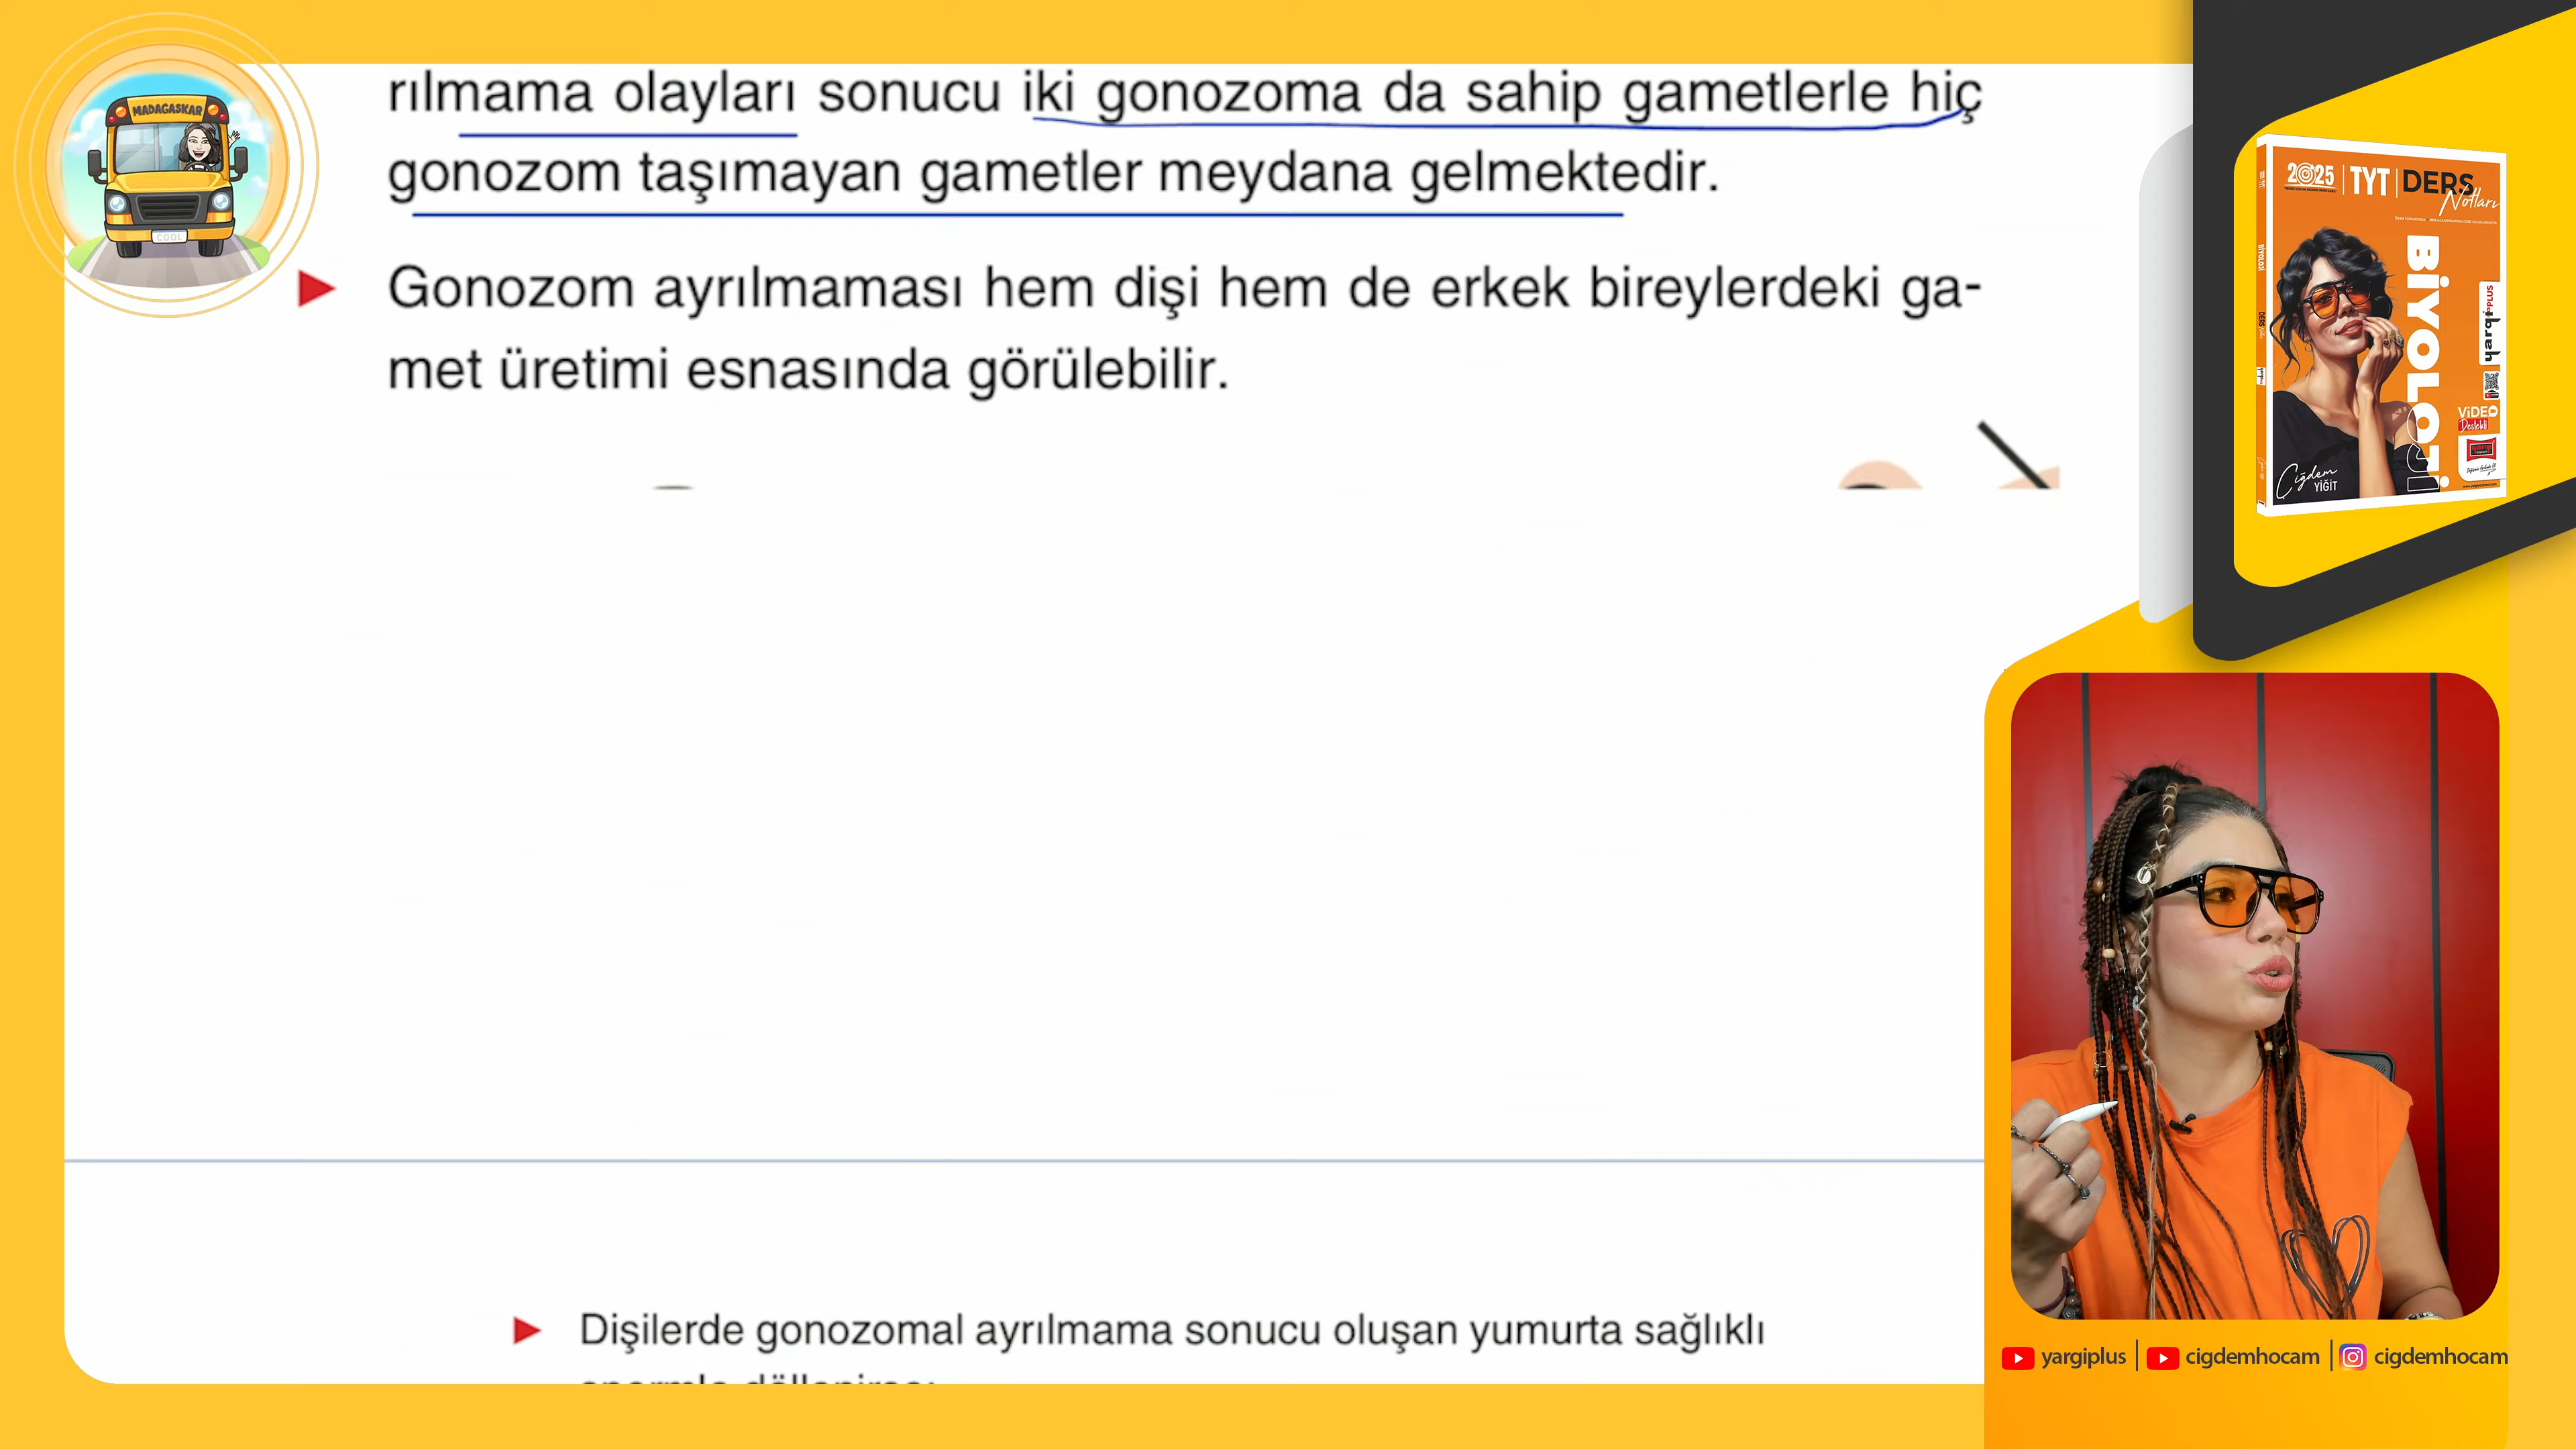 rılmama olayları sonucu iki gonozoma da sahip gametlerle hiç
gonozom taşımayan gametler meydana gelmektedir.
Gonozom ayrılmaması hem dişi hem de erkek bireylerdeki ga-
met üretimi esnasında görülebilir.
Dişilerde gonozomal ayrılmama sonucu oluşan yumurta sağlıklı
MADAGASKAR
COOL
2025 TYT DERS
Notları
BİYOLOJİ
yargı PLUS
VİDEO
Destekli
Çiğdem
YİĞİT
yargiplus cigdemhocam cigdemhocam